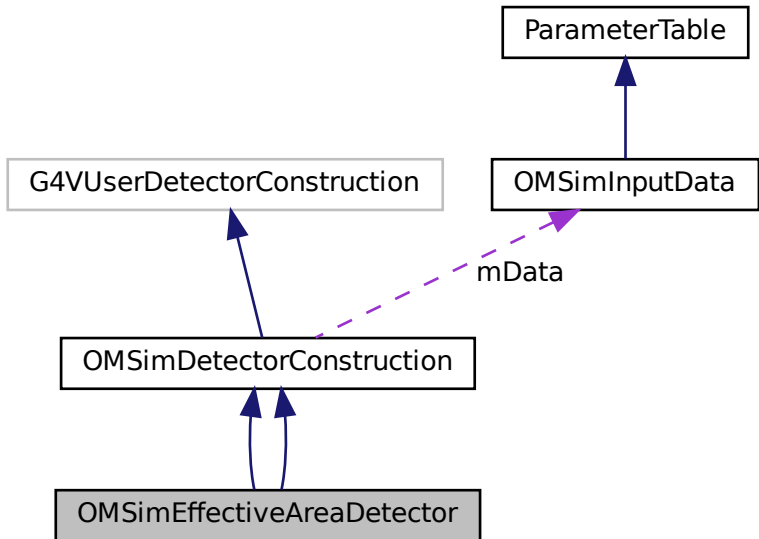 ParameterTable
G4VUserDetectorConstruction
OMSimInputData
mData
OMSimDetectorConstruction
OMSimEffectiveAreaDetector